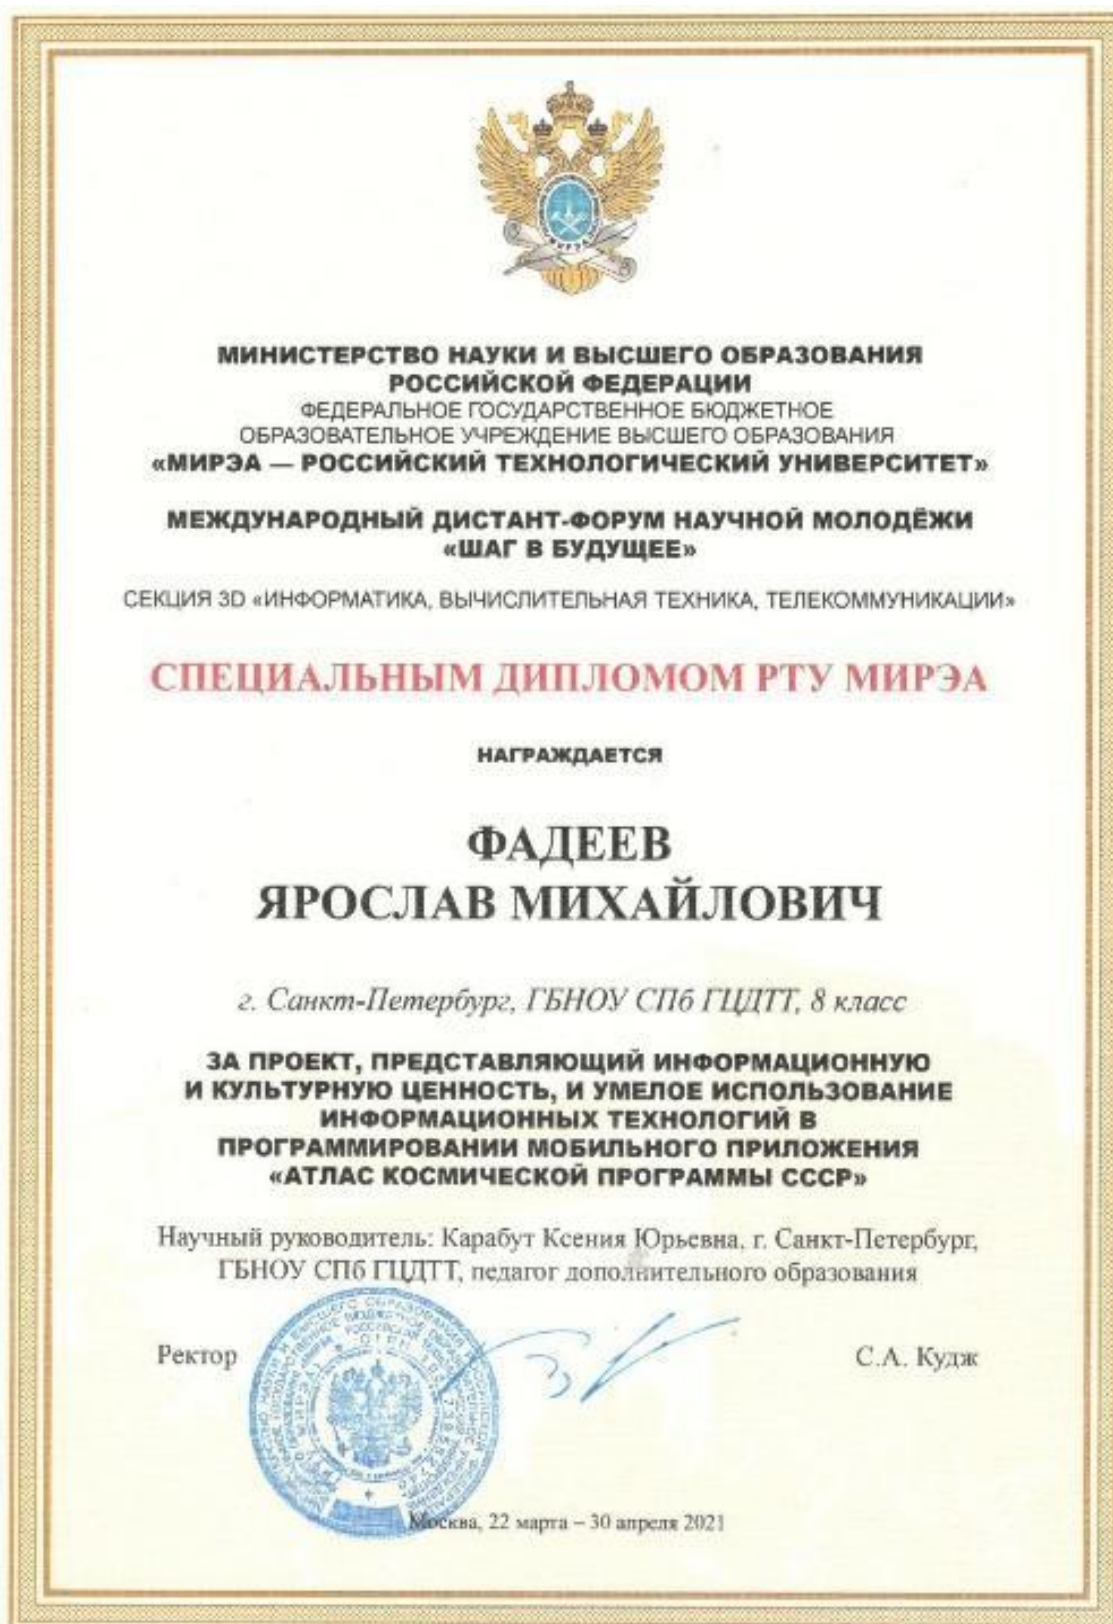 МИНИСТЕРСТВО НАУКИ И ВЫСШЕГО ОБРАЗОВАНИЯ
РОССИЙСКОЙ ФЕДЕРАЦИИ
ФЕДЕРАЛЬНОЕ ГОСУДАРСТВЕННОЕ БЮДЖЕТНОЕ
ОБРАЗОВАТЕЛЬНОЕ УЧРЕЖДЕНИЕ ВЫСШЕГО ОБРАЗОВАНИЯ
«МИРЭА — РОССИЙСКИЙ ТЕХНОЛОГИЧЕСКИЙ УНИВЕРСИТЕТ»
МЕЖДУНАРОДНЫЙ ДИСТАНТ-ФОРУМ НАУЧНОЙ МОЛОДЁЖИ
«ШАГ В БУДУЩЕЕ»
СЕКЦИЯ 3D «ИНФОРМАТИКА, ВЫЧИСЛИТЕЛЬНАЯ ТЕХНИКА, ТЕЛЕКОММУНИКАЦИИ»
СПЕЦИАЛЬНЫМ ДИПЛОМОМ РТУ МИРЭА
НАГРАЖДАЕТСЯ
ФАДЕЕВ
ЯРОСЛАВ МИХАЙЛОВИЧ
г. Санкт-Петербург, ГБНОУ СПб ГЦДТТ, 8 класс
ЗА ПРОЕКТ, ПРЕДСТАВЛЯЮЩИЙ ИНФОРМАЦИОННУЮ
И КУЛЬТУРНУЮ ЦЕННОСТЬ, И УМЕЛОЕ ИСПОЛЬЗОВАНИЕ
ИНФОРМАЦИОННЫХ ТЕХНОЛОГИЙ В
ПРОГРАММИРОВАНИИ МОБИЛЬНОГО ПРИЛОЖЕНИЯ
«АТЛАС КОСМИЧЕСКОЙ ПРОГРАММЫ СССР»
Научный руководитель: Карабут Ксения Юрьевна, г. Санкт-Петербург,
ГБНОУ СПб ГЦДТТ, педагог дополнительного образования
Ректор
С.А. Кудж
Москва, 22 марта – 30 апреля 2021